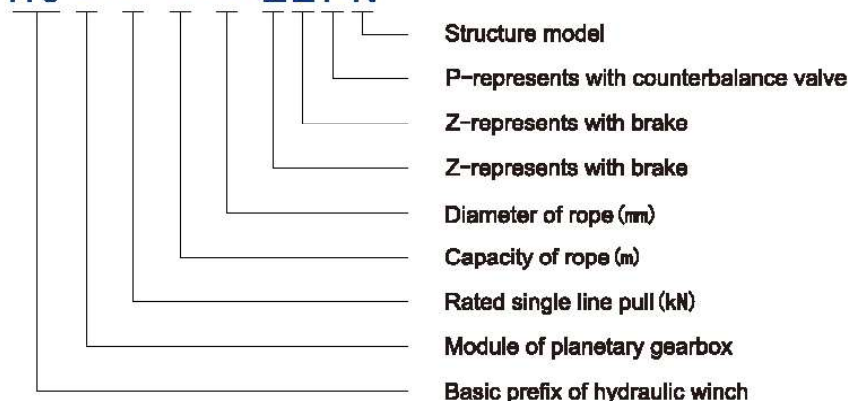 Structure model
P-represents with counterbalance valve
Z-represents with brake
Z-represents with brake
Diameter of rope(mm)
Capacity of rope(m)
Rated single line pull(kN)
Module of planetary gearbox
Basic prefix of hydraulic winch